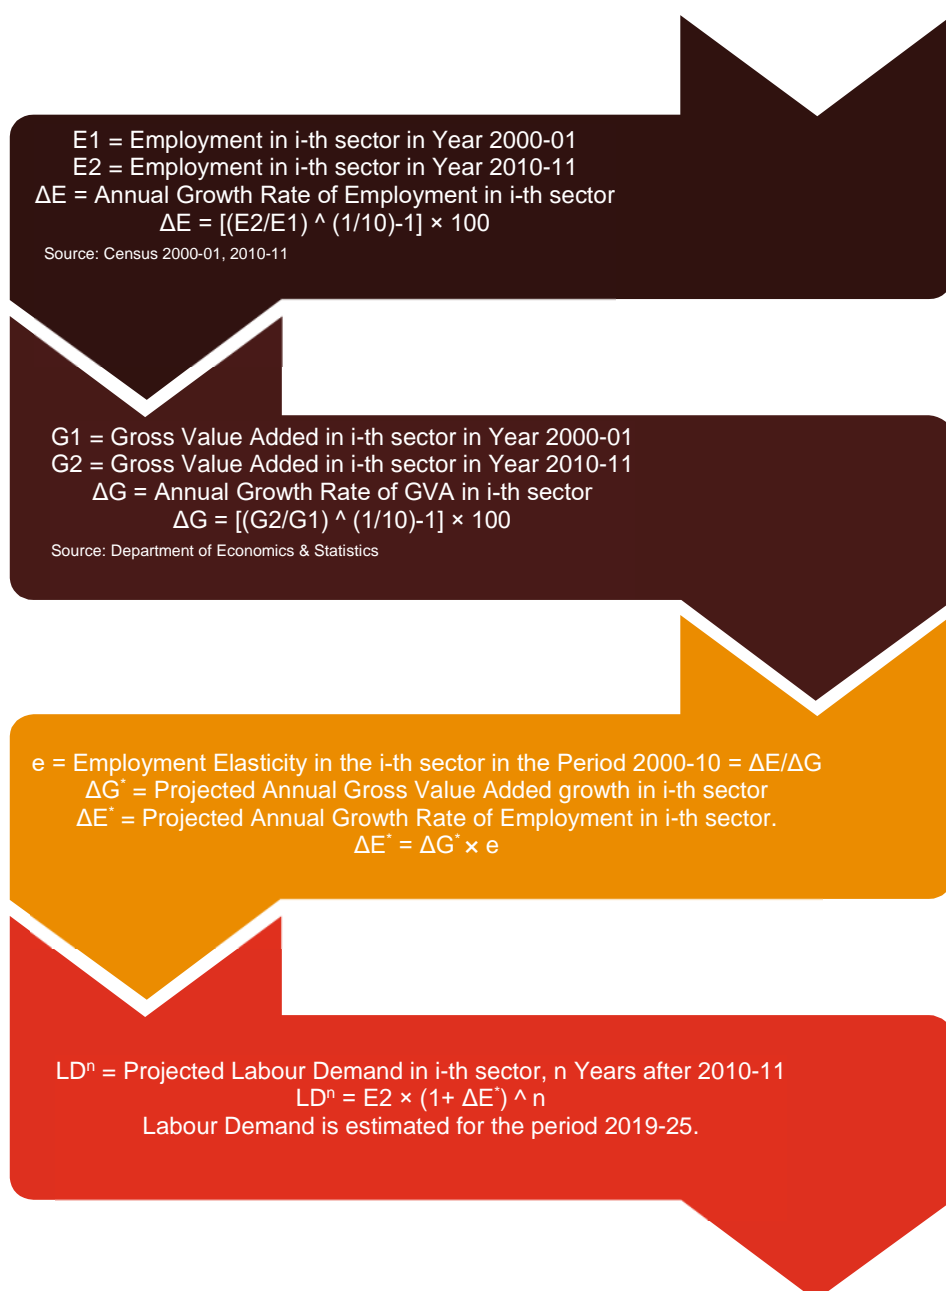 E1 = Employment in i-th sector in Year 2000-01
E2 = Employment in i-th sector in Year 2010-11
ΔE = Annual Growth Rate of Employment in i-th sector
ΔE = [(E2/E1) ^ (1/10)-1] × 100
Source: Census 2000-01, 2010-11
G1 = Gross Value Added in i-th sector in Year 2000-01
G2 = Gross Value Added in i-th sector in Year 2010-11
ΔG = Annual Growth Rate of GVA in i-th sector
ΔG = [(G2/G1) ^ (1/10)-1] × 100
Source: Department of Economics & Statistics
e = Employment Elasticity in the i-th sector in the Period 2000-10 = ΔE/ΔG
ΔG* = Projected Annual Gross Value Added growth in i-th sector
ΔE* = Projected Annual Growth Rate of Employment in i-th sector.
ΔE* = ΔG* × e
LDⁿ = Projected Labour Demand in i-th sector, n Years after 2010-11
LDⁿ = E2 × (1+ ΔE*) ^ n
Labour Demand is estimated for the period 2019-25.